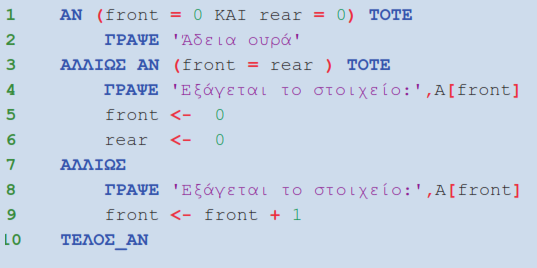 1 ΑΝ (front = 0 ΚΑΙ rear = 0) ΤΟΤΕ
2 ΓΡΑΨΕ 'Άδεια ουρά'
3 ΑΛΛΙΩΣ ΑΝ (front = rear ) ΤΟΤΕ
4 ΓΡΑΨΕ 'Εξάγεται το στοιχείο:',A[front]
5 front <- 0
6 rear <- 0
7 ΑΛΛΙΩΣ
8 ΓΡΑΨΕ 'Εξάγεται το στοιχείο:',A[front]
9 front <- front + 1
10 ΤΕΛΟΣ_ΑΝ